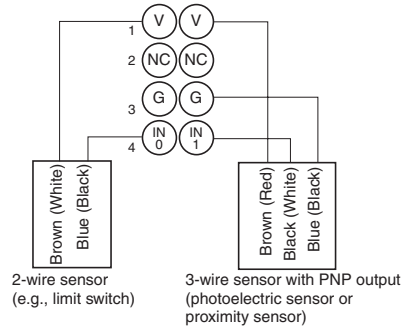 1 V V
2 NC NC
3 G G
4 IN 0 IN 1
Brown (White)
Blue (Black)
Brown (Red)
Black (White)
Blue (Black)
2-wire sensor
(e.g., limit switch)
3-wire sensor with PNP output
(photoelectric sensor or
proximity sensor)